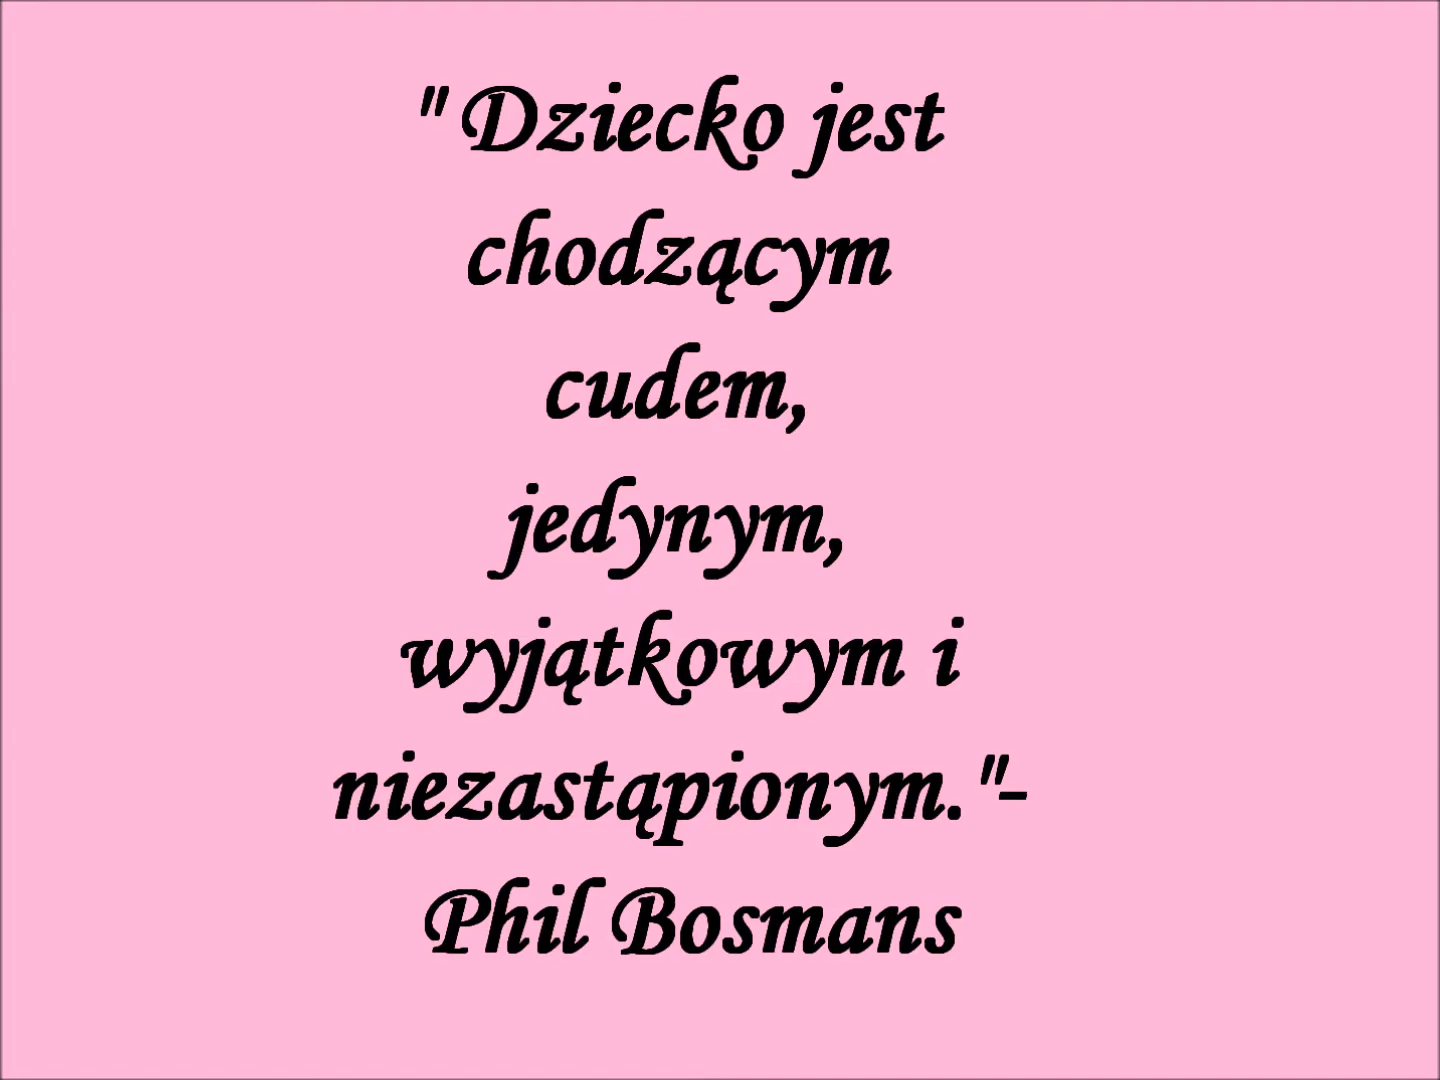 "Dziecko jest
chodzącym
cudem,
jedynym,
wyjątkowym i
niezastąpionym."-
Phil Bosmans